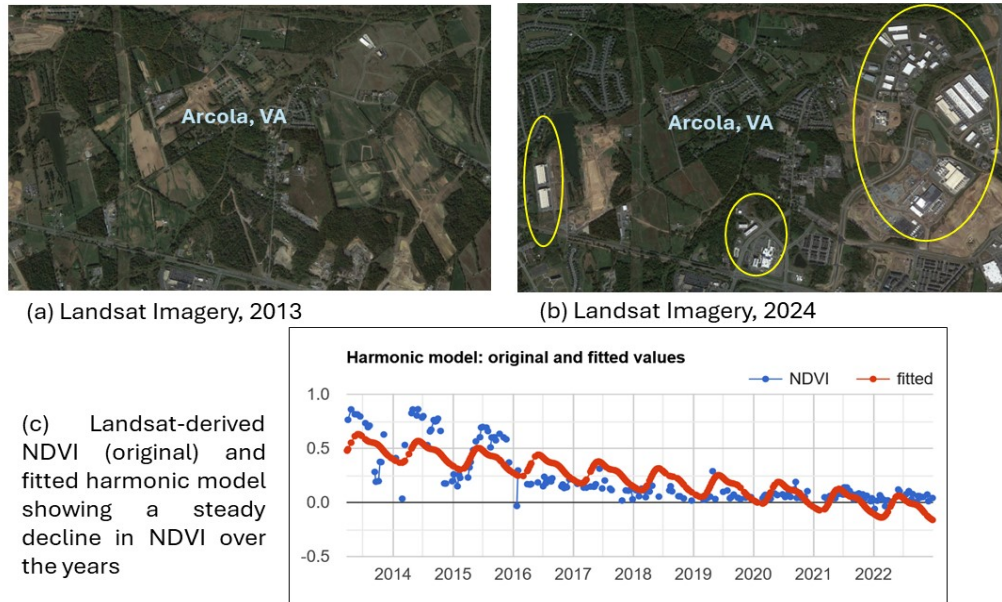 Arcola, VA
Arcola, VA
(a) Landsat Imagery, 2013
(b) Landsat Imagery, 2024
(c) Landsat-derived
NDVI (original) and
fitted harmonic model
showing a steady
decline in NDVI over
the years
Harmonic model: original and fitted values
NDVI fitted
1.0
0.5
0.0
-0.5
2014 2015 2016 2017 2018 2019 2020 2021 2022